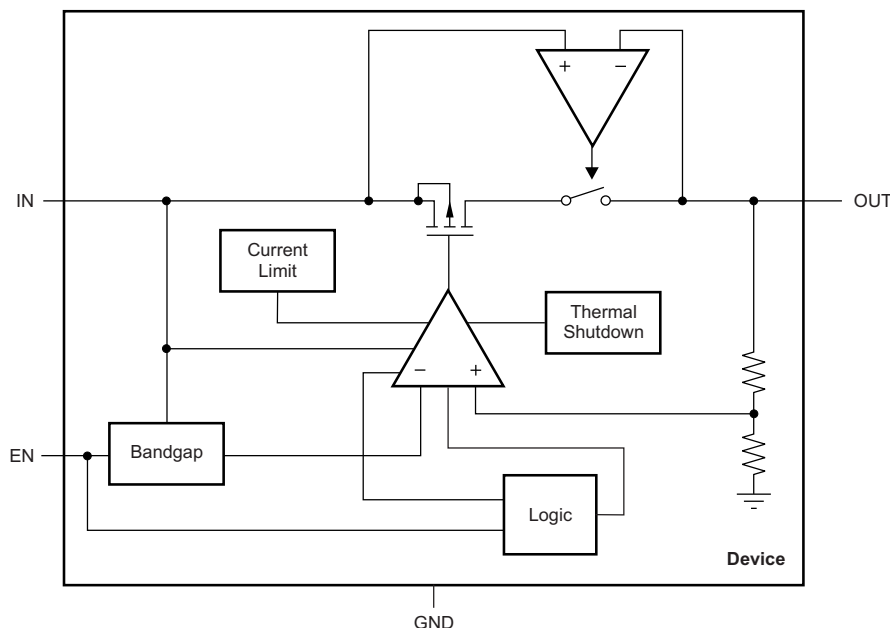 + −
IN
OUT
Current
Limit
Thermal
Shutdown
− +
EN
Bandgap
Logic
Device
GND